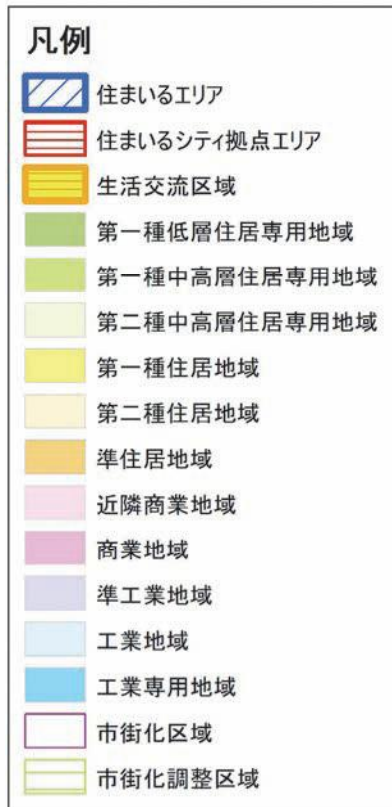 凡例
住まいるエリア
住まいるシティ拠点エリア
生活交流区域
第一種低層住居専用地域
第一種中高層住居専用地域
第二種中高層住居専用地域
第一種住居地域
第二種住居地域
準住居地域
近隣商業地域
商業地域
準工業地域
工業地域
工業専用地域
市街化区域
市街化調整区域